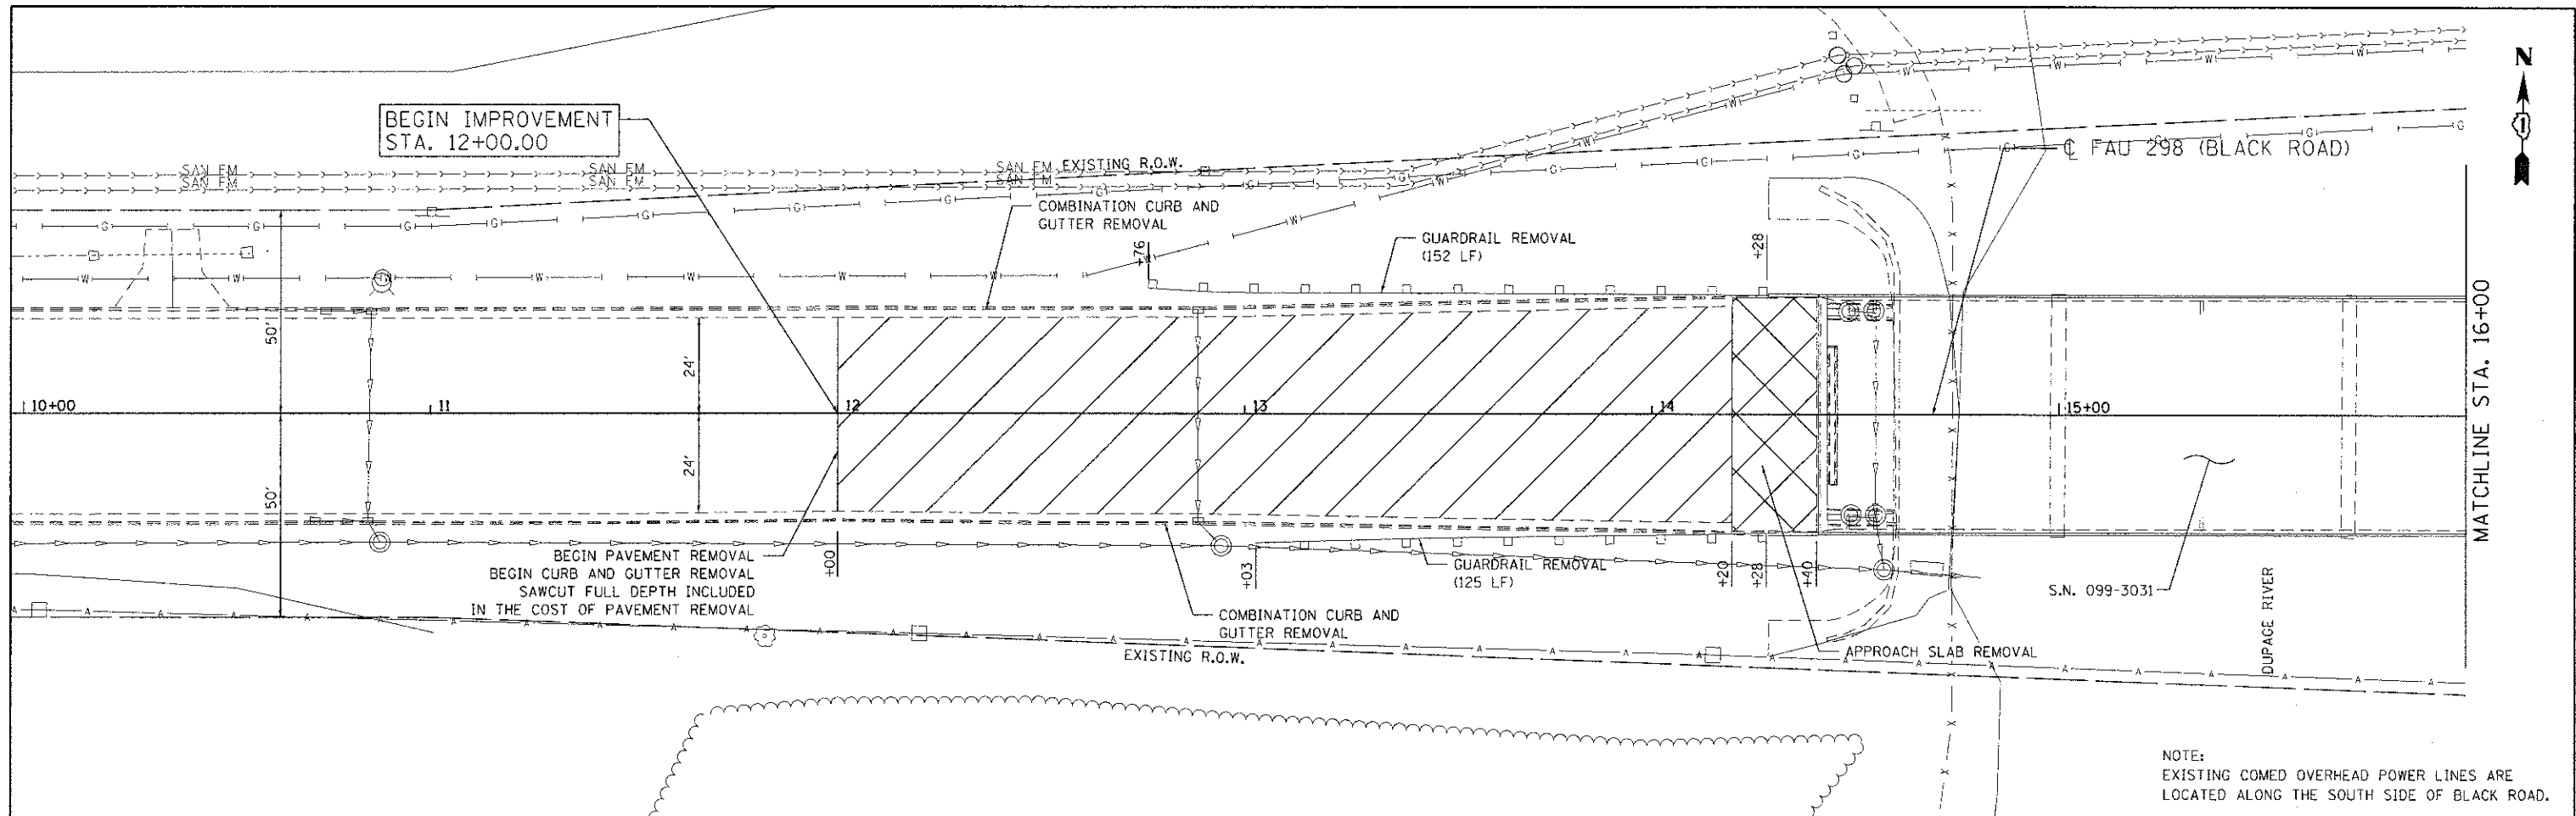 N
BEGIN IMPROVEMENT
STA. 12+00.00
SAN FM
SAN FM
SAN FM
SAN FM
SAN FM
SAN FM
EXISTING R.O.W.
℄ FAU 298 (BLACK ROAD)
COMBINATION CURB AND
GUTTER REMOVAL
+76
GUARDRAIL REMOVAL
(152 LF)
+28
50'
24'
10+00
11
12
13
14
15+00
MATCHLINE STA. 16+00
24'
50'
BEGIN PAVEMENT REMOVAL
BEGIN CURB AND GUTTER REMOVAL
SAWCUT FULL DEPTH INCLUDED
IN THE COST OF PAVEMENT REMOVAL
+00
+03
GUARDRAIL REMOVAL
(125 LF)
+20
+28
+40
COMBINATION CURB AND
GUTTER REMOVAL
EXISTING R.O.W.
APPROACH SLAB REMOVAL
S.N. 099-3031
DUPAGE RIVER
NOTE:
EXISTING COMED OVERHEAD POWER LINES ARE
LOCATED ALONG THE SOUTH SIDE OF BLACK ROAD.